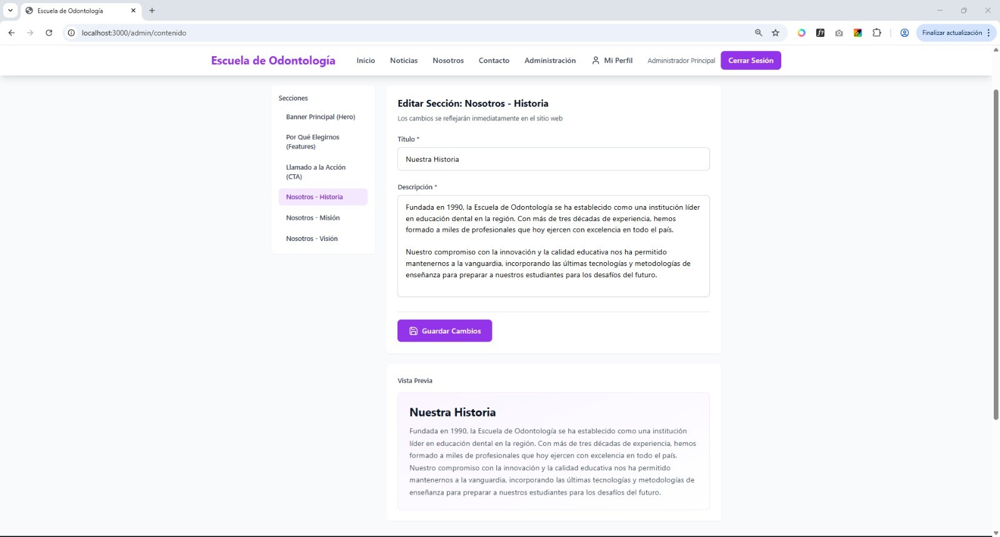 Escuela de Odontología
localhost:3000/admin/contenido
Finalizar actualización
Escuela de Odontología
Inicio
Noticias
Nosotros
Contacto
Administración
Mi Perfil
Administrador Principal
Cerrar Sesión
Secciones
Banner Principal (Hero)
Por Qué Elegirnos
(Features)
Llamado a la Acción
(CTA)
Nosotros - Historia
Nosotros - Misión
Nosotros - Visión
Editar Sección: Nosotros - Historia
Los cambios se reflejarán inmediatamente en el sitio web
Título *
Nuestra Historia
Descripción *
Fundada en 1990, la Escuela de Odontología se ha establecido como una institución líder
en educación dental en la región. Con más de tres décadas de experiencia, hemos
formado a miles de profesionales que hoy ejercen con excelencia en todo el país.
Nuestro compromiso con la innovación y la calidad educativa nos ha permitido
mantenernos a la vanguardia, incorporando las últimas tecnologías y metodologías de
enseñanza para preparar a nuestros estudiantes para los desafíos del futuro.
Guardar Cambios
Vista Previa
Nuestra Historia
Fundada en 1990, la Escuela de Odontología se ha establecido como una institución
líder en educación dental en la región. Con más de tres décadas de experiencia, hemos
formado a miles de profesionales que hoy ejercen con excelencia en todo el país.
Nuestro compromiso con la innovación y la calidad educativa nos ha permitido
mantenernos a la vanguardia, incorporando las últimas tecnologías y metodologías de
enseñanza para preparar a nuestros estudiantes para los desafíos del futuro.